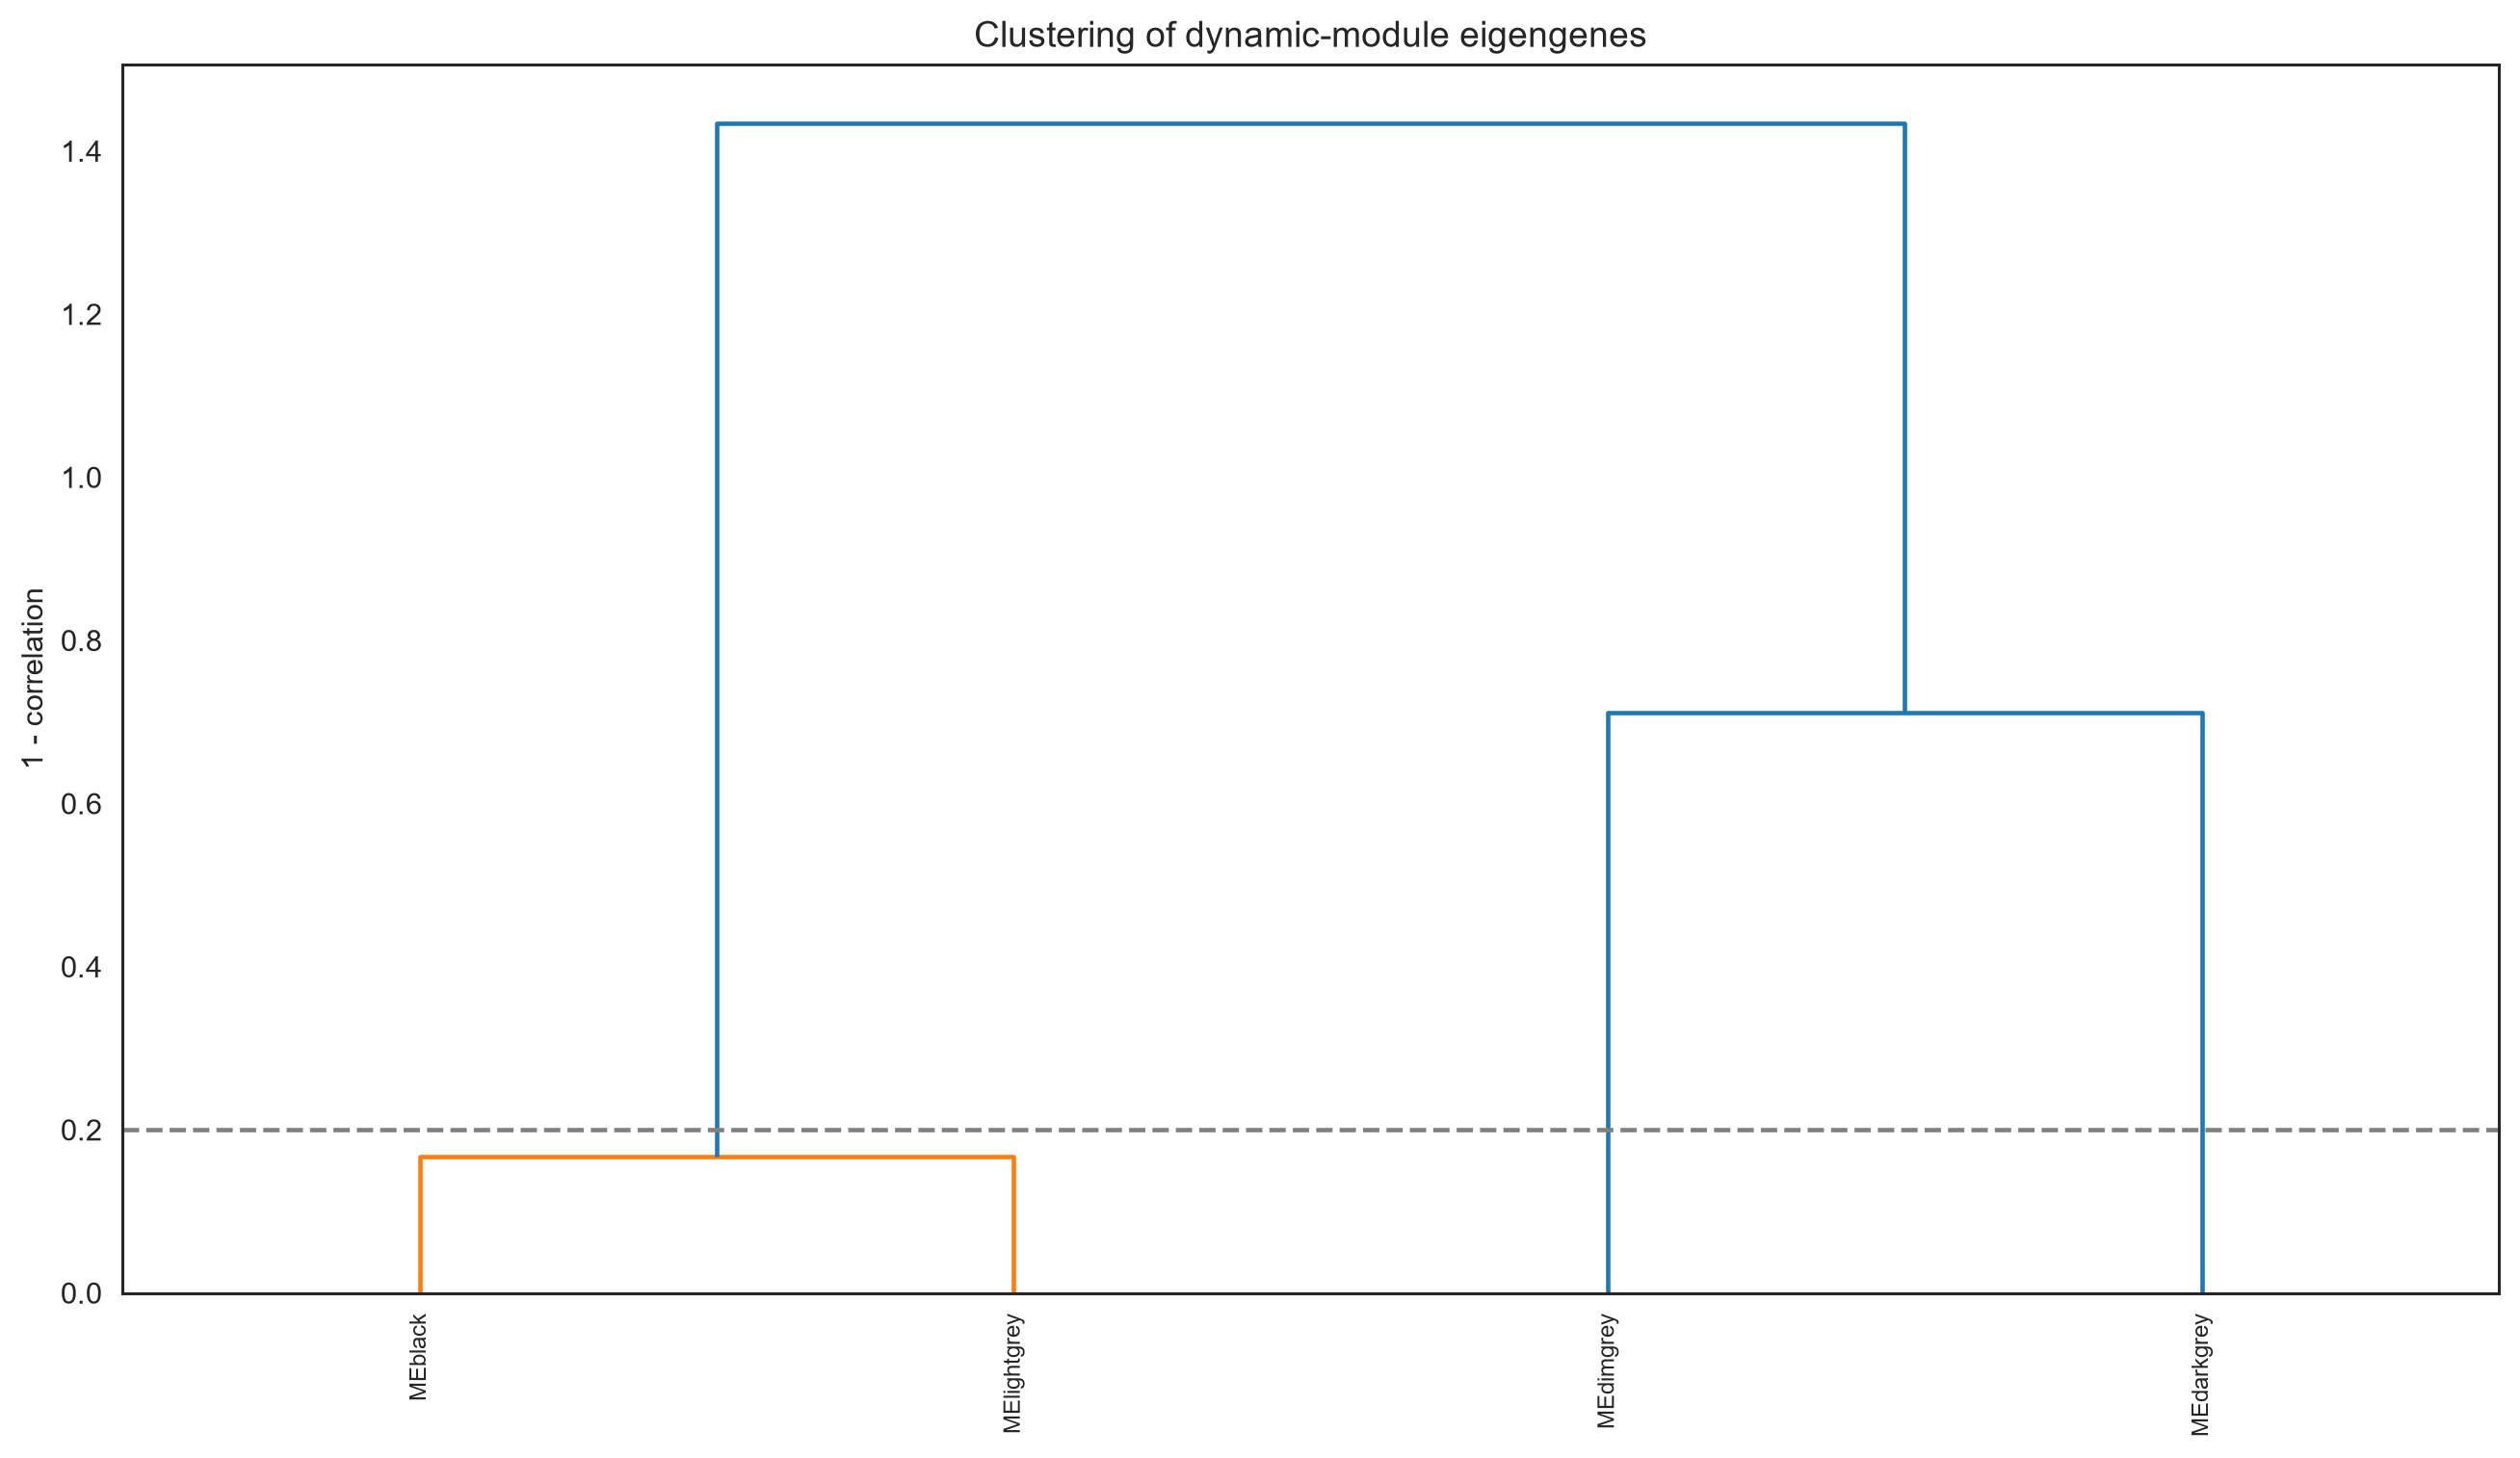 Clustering of dynamic-module eigengenes
1 - correlation
1.4
1.2
1.0
0.8
0.6
0.4
0.2
0.0
MEblack
MElightgrey
MEdimgrey
MEdarkgrey